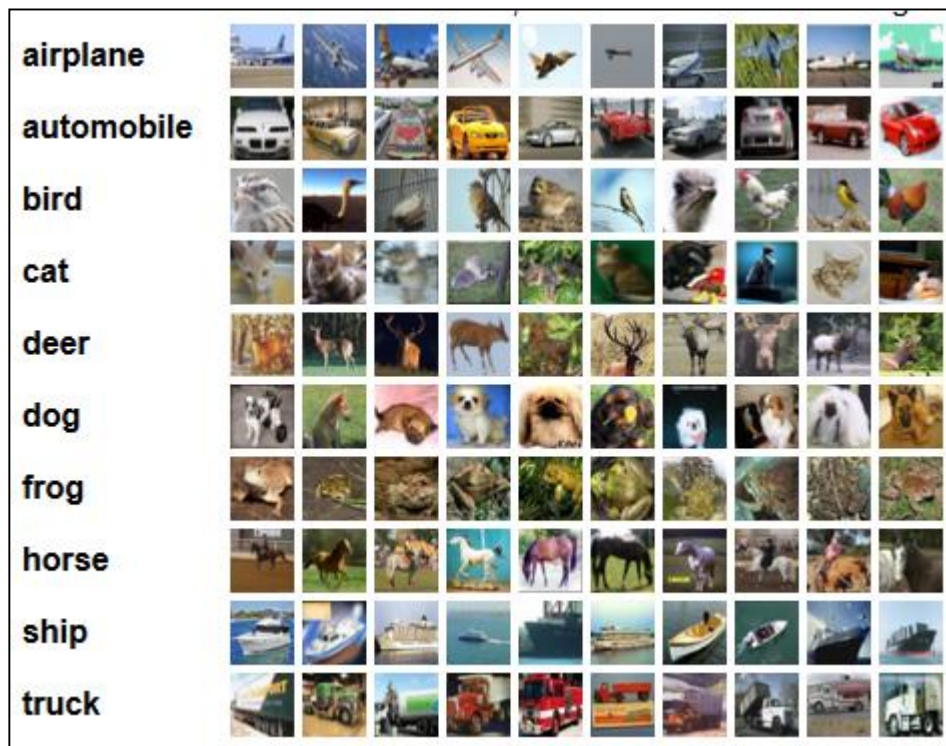 airplane
automobile
bird
cat
deer
dog
frog
horse
ship
truck